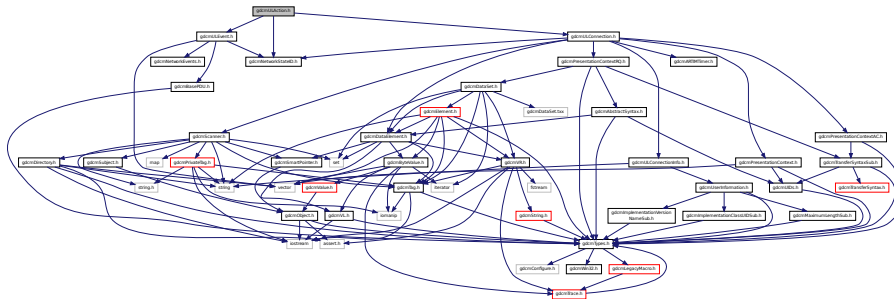 gdcmULAction.h
gdcmULEvent.h
gdcmULConnection.h
gdcmNetworkEvents.h
gdcmNetworkStateID.h
gdcmPresentationContextRQ.h
gdcmARTIMTimer.h
gdcmBasePDU.h
gdcmDataSet.h
gdcmElement.h
gdcmDataSet.txx
gdcmAbstractSyntax.h
gdcmScanner.h
gdcmDataElement.h
gdcmPresentationContextAC.h
gdcmDirectory.h
gdcmSubject.h
map
gdcmPrivateTag.h
gdcmSmartPointer.h
set
gdcmByteValue.h
gdcmVR.h
gdcmULConnectionInfo.h
gdcmPresentationContext.h
gdcmTransferSyntaxSub.h
string.h
string
vector
gdcmValue.h
gdcmTag.h
iterator
fstream
gdcmUserInformation.h
gdcmUIDs.h
gdcmTransferSyntax.h
gdcmObject.h
gdcmVL.h
iomanip
gdcmString.h
gdcmImplementationVersion
NameSub.h
gdcmImplementationClassUIDSub.h
gdcmMaximumLengthSub.h
iostream
assert.h
gdcmTypes.h
gdcmConfigure.h
gdcmWin32.h
gdcmLegacyMacro.h
gdcmTrace.h